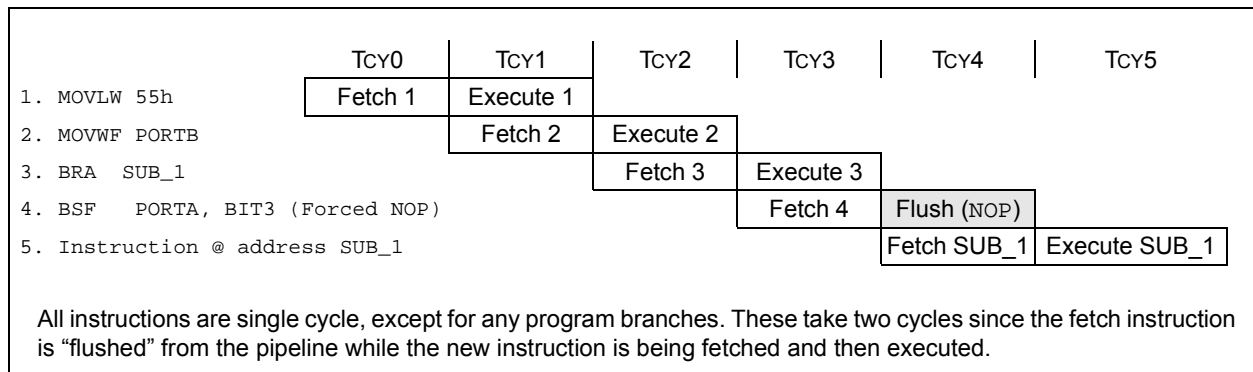 TCY0 TCY1 TCY2 TCY3 TCY4 TCY5
1. MOVLW 55h Fetch 1 Execute 1
2. MOVWF PORTB Fetch 2 Execute 2
3. BRA SUB_1 Fetch 3 Execute 3
4. BSF PORTA, BIT3 (Forced NOP) Fetch 4 Flush (NOP)
5. Instruction @ address SUB_1 Fetch SUB_1 Execute SUB_1
All instructions are single cycle, except for any program branches. These take two cycles since the fetch instruction
is “flushed” from the pipeline while the new instruction is being fetched and then executed.